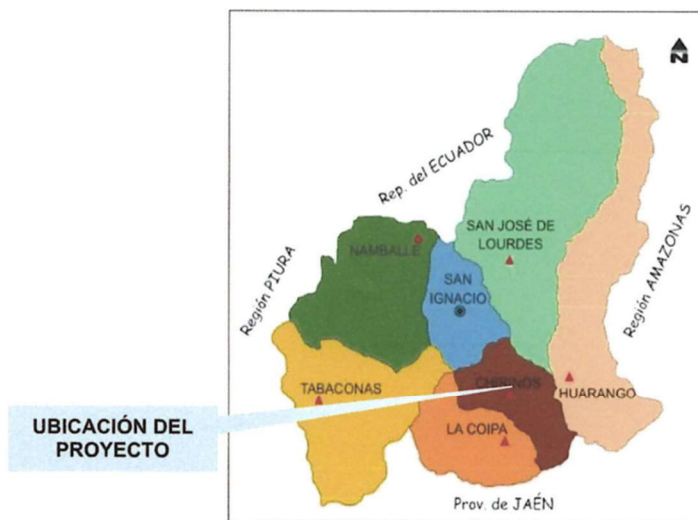 N
Rep. del ECUADOR
SAN JOSÉ DE
LOURDES
NAMBALLE
Región PIURA
Región AMAZONAS
SAN
IGNACIO
TABACONAS
CHIRINOS
HUARANGO
UBICACIÓN DEL
PROYECTO
LA COIPA
Prov. de JAÉN